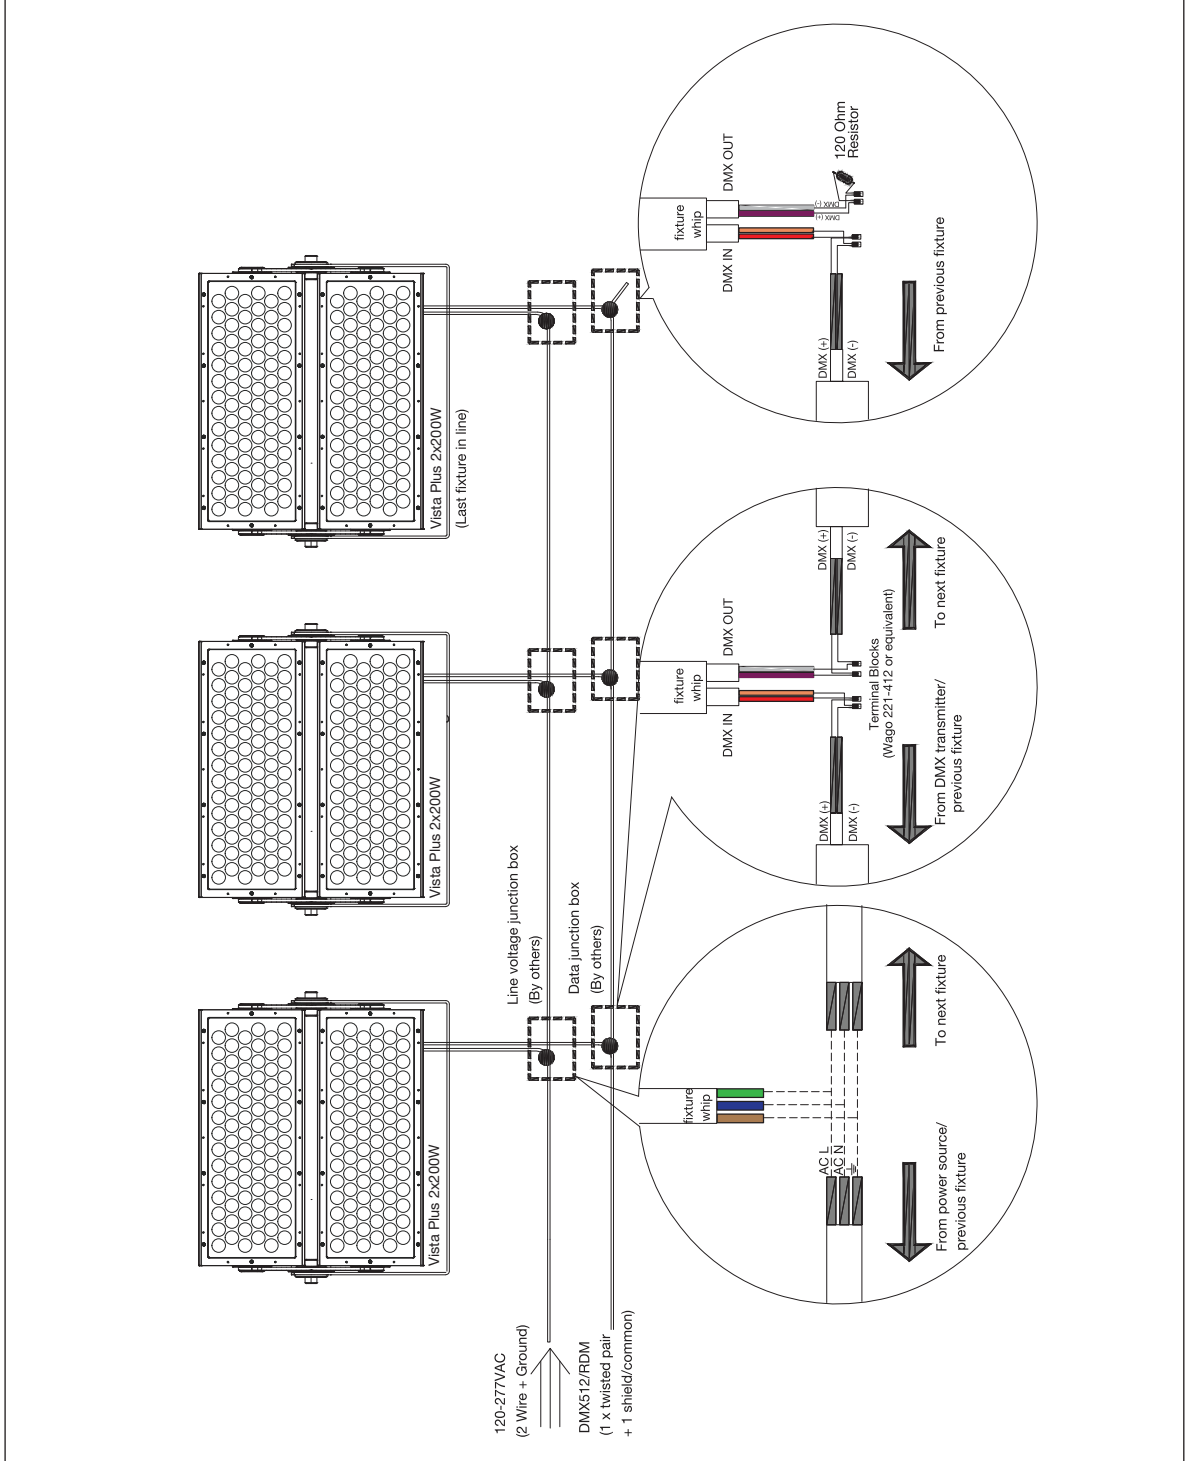 120-277VAC
(2 Wire + Ground)
DMX512/RDM
(1 x twisted pair
+ 1 shield/common)
Vista Plus 2x200W
Line voltage junction box
(By others)
Data junction box
(By others)
Vista Plus 2x200W
Vista Plus 2x200W
(Last fixture in line)
fixture
whip
AC L
AC N
From power source/
previous fixture
To next fixture
fixture
whip
DMX IN
DMX OUT
DMX (+)
DMX (-)
DMX (+)
DMX (-)
Terminal Blocks
(Wago 221-412 or equivalent)
From DMX transmitter/
previous fixture
To next fixture
fixture
whip
DMX IN
DMX OUT
DMX (+)
DMX (-)
DMX (+)
DMX (-)
120 Ohm
Resistor
From previous fixture